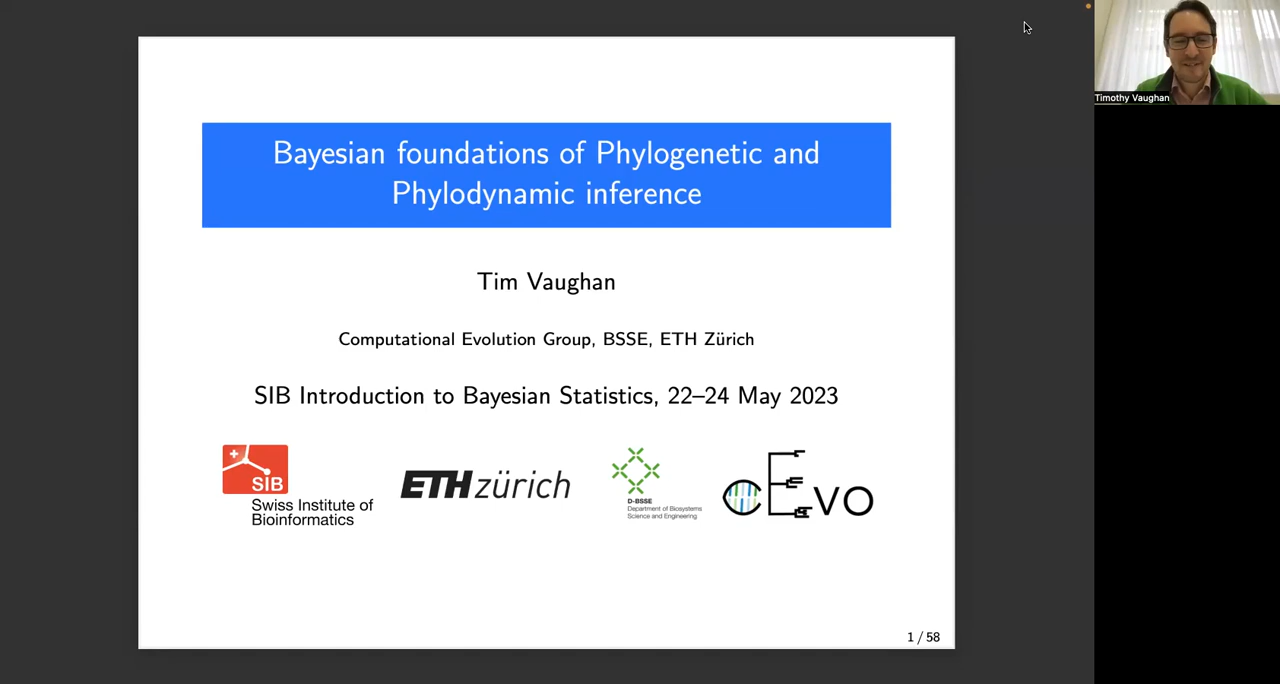 Timothy Vaughan
Bayesian foundations of Phylogenetic and
Phylodynamic inference
Tim Vaughan
Computational Evolution Group, BSSE, ETH Zürich
SIB Introduction to Bayesian Statistics, 22–24 May 2023
SIB
Swiss Institute of
Bioinformatics
ETH zürich
D-BSSE
Department of Biosystems
Science and Engineering
cEvo
1 / 58